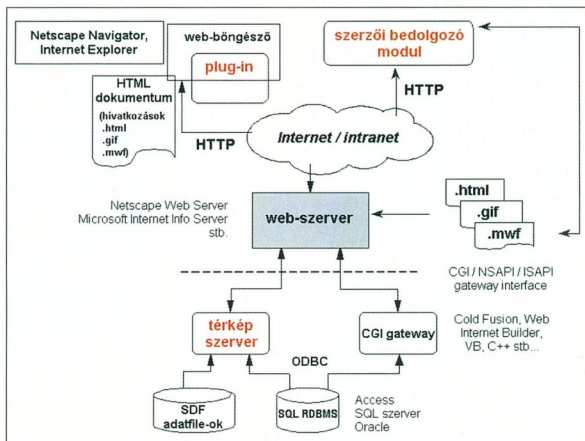 Netscape Navigator,
Internet Explorer
web-böngésző
plug-in
szerzői bedolgozó
modul
HTML
dokumentum
(hivatkozások
.html
.gif
.mwf)
HTTP
HTTP
Internet / intranet
Netscape Web Server
Microsoft Internet Info Server
stb.
web-szerver
.html
.gif
.mwf
CGI / NSAPI / ISAPI
gateway interface
térkép
szerver
CGI gateway
Cold Fusion, Web
Internet Builder,
VB, C++ stb...
ODBC
SDF
adatfile-ok
SQL RDBMS
Access
SQL szerver
Oracle